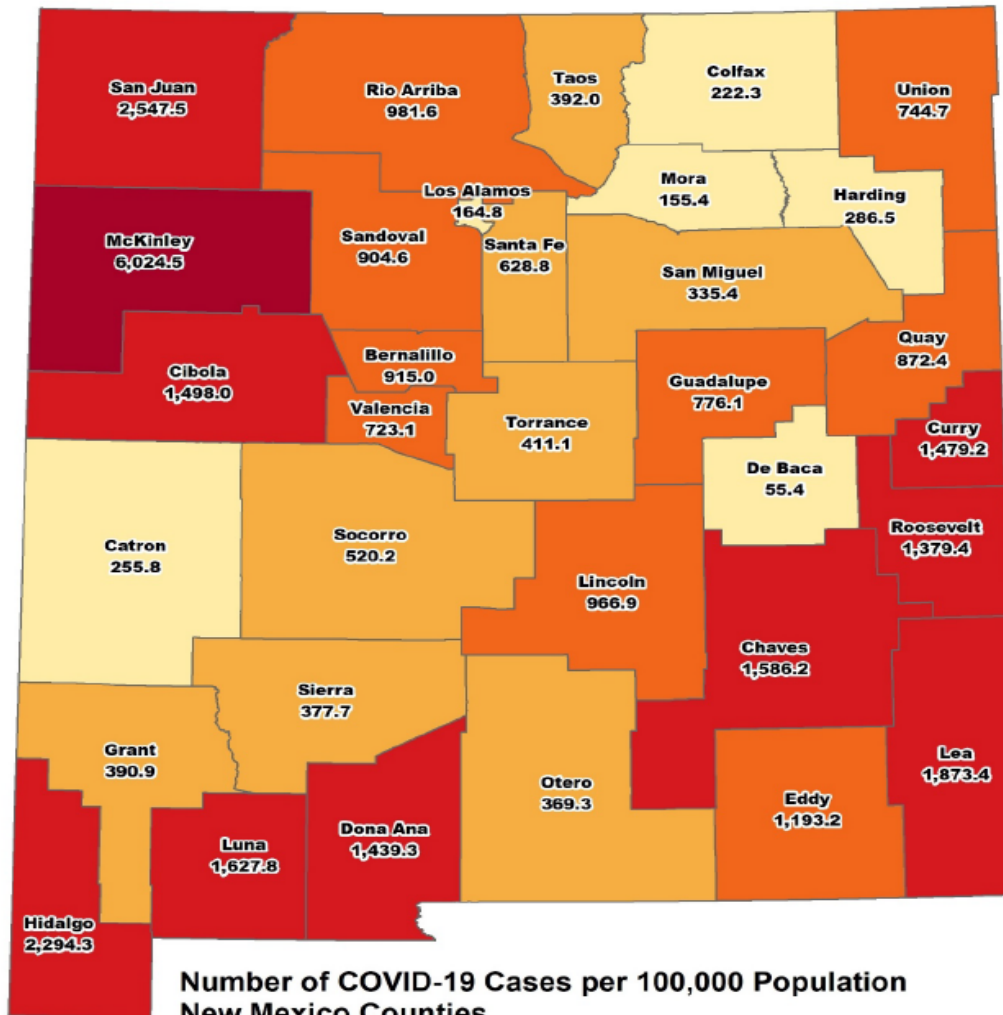 San Juan
2,547.5
Rio Arriba
981.6
Taos
392.0
Colfax
222.3
Union
744.7
Los Alamos
164.8
Mora
155.4
Harding
286.5
McKinley
6,024.5
Sandoval
904.6
Santa Fe
628.8
San Miguel
335.4
Cibola
1,498.0
Bernalillo
915.0
Valencia
723.1
Torrance
411.1
Guadalupe
776.1
Quay
872.4
Curry
1,479.2
De Baca
55.4
Roosevelt
1,379.4
Catron
255.8
Socorro
520.2
Lincoln
966.9
Chaves
1,586.2
Sierra
377.7
Grant
390.9
Otero
369.3
Eddy
1,193.2
Lea
1,873.4
Luna
1,627.8
Dona Ana
1,439.3
Hidalgo
2,294.3
Number of COVID-19 Cases per 100,000 Population
New Mexico Counties